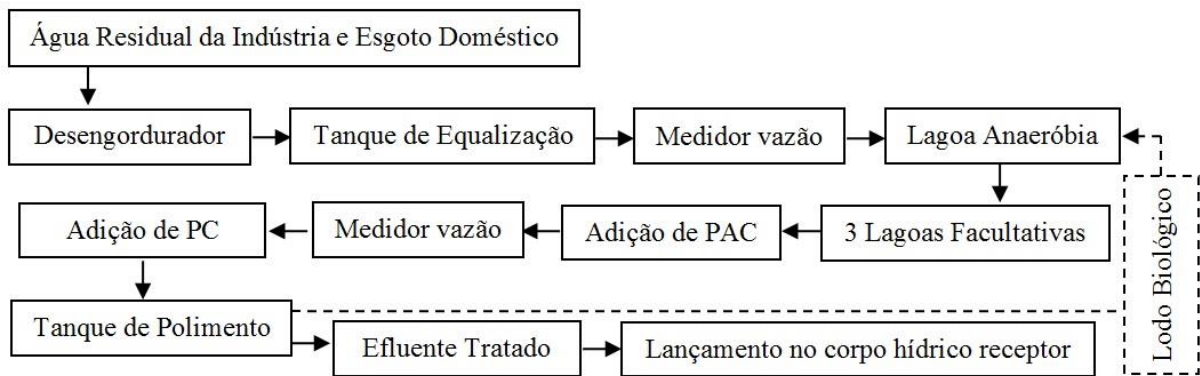 Água Residual da Indústria e Esgoto Doméstico
Desengordurador
Tanque de Equalização
Medidor vazão
Lagoa Anaeróbia
Adição de PC
Medidor vazão
Adição de PAC
3 Lagoas Facultativas
Lodo Biológico
Tanque de Polimento
Efluente Tratado
Lançamento no corpo hídrico receptor